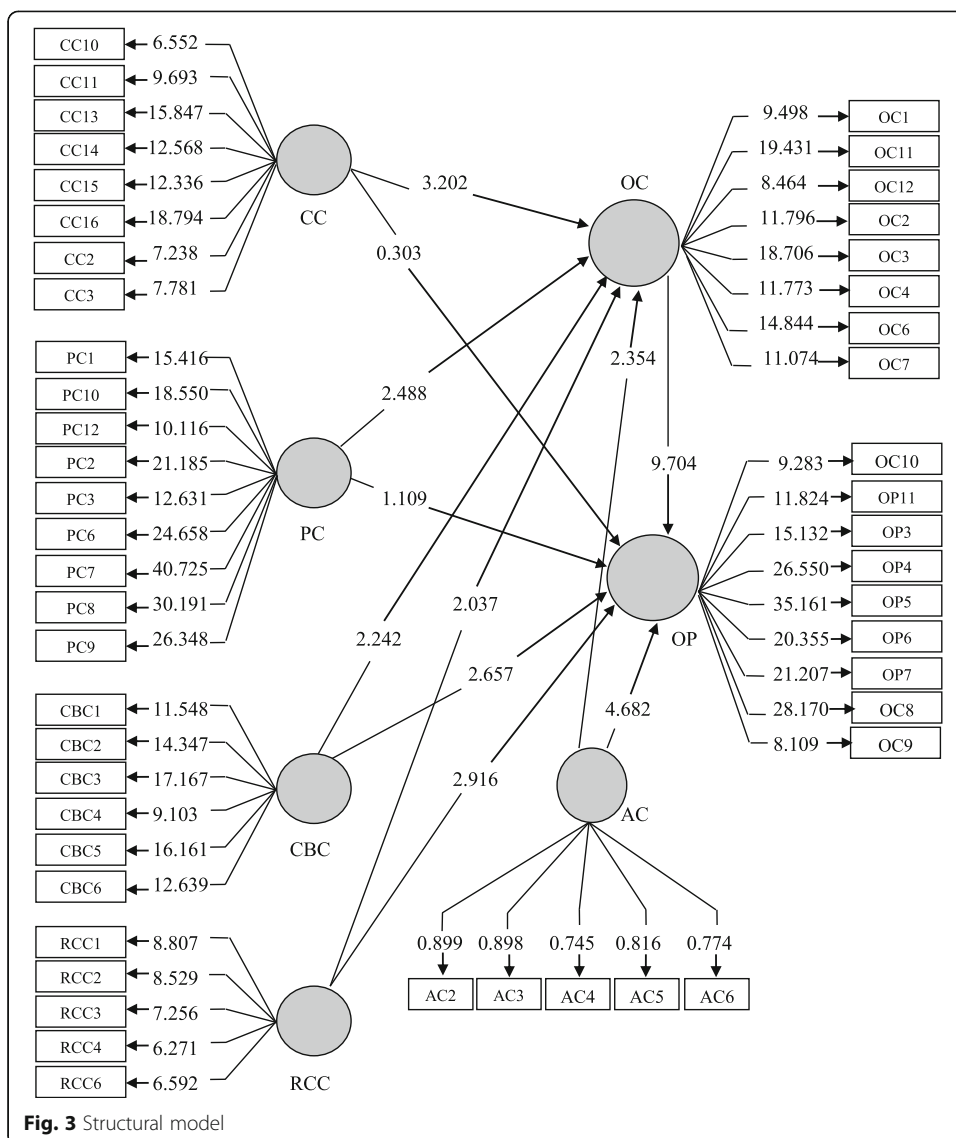 CC10 6.552
CC11 9.693
CC13 15.847
CC14 12.568
CC15 12.336
CC16 18.794
CC2 7.238
CC3 7.781
CC
PC1 15.416
PC10 18.550
PC12 10.116
PC2 21.185
PC3 12.631
PC6 24.658
PC7 40.725
PC8 30.191
PC9 26.348
PC
CBC1 11.548
CBC2 14.347
CBC3 17.167
CBC4 9.103
CBC5 16.161
CBC6 12.639
CBC
RCC1 8.807
RCC2 8.529
RCC3 7.256
RCC4 6.271
RCC6 6.592
RCC
3.202
0.303
2.488
1.109
2.242
2.657
2.037
2.916
2.354
9.704
4.682
OC
9.498 OC1
19.431 OC11
8.464 OC12
11.796 OC2
18.706 OC3
11.773 OC4
14.844 OC6
11.074 OC7
OP
9.283 OC10
11.824 OP11
15.132 OP3
26.550 OP4
35.161 OP5
20.355 OP6
21.207 OP7
28.170 OC8
8.109 OC9
AC
0.899 0.898 0.745 0.816 0.774
AC2 AC3 AC4 AC5 AC6
Fig. 3 Structural model